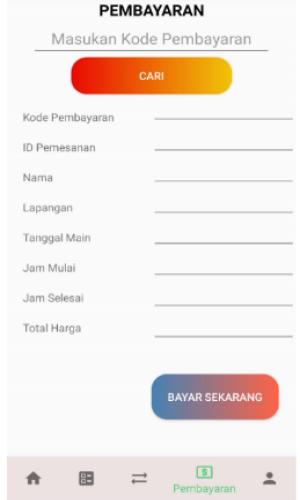 PEMBAYARAN
Masukan Kode Pembayaran
CARI
Kode Pembayaran
ID Pemesanan
Nama
Lapangan
Tanggal Main
Jam Mulai
Jam Selesai
Total Harga
BAYAR SEKARANG
Pembayaran